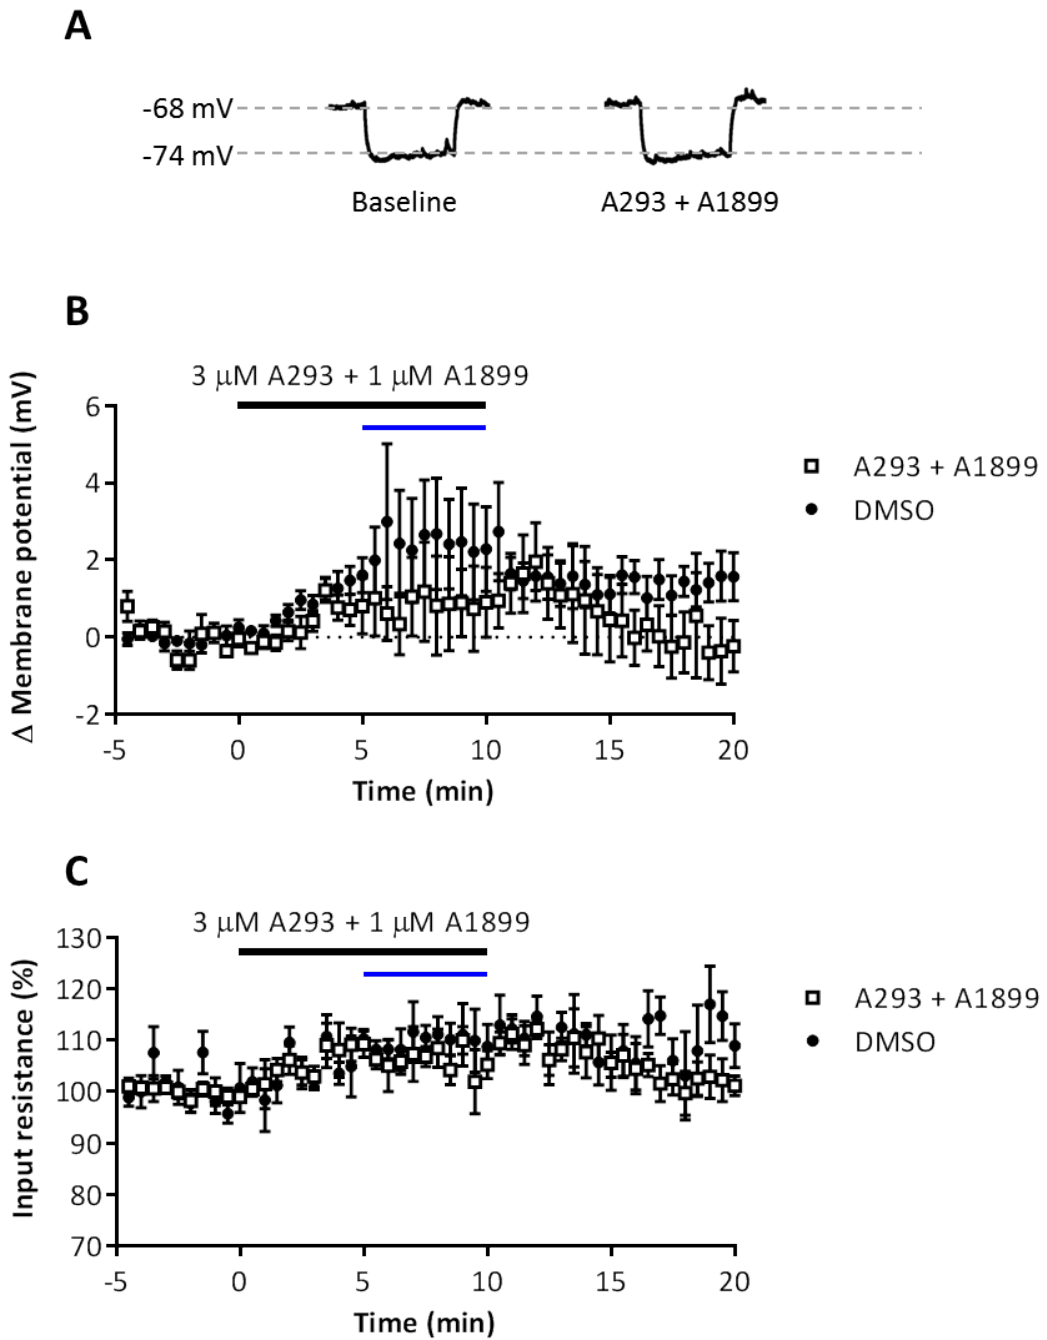 A
-68 mV
-74 mV
Baseline
A293 + A1899
B
3 μM A293 + 1 μM A1899
Δ Membrane potential (mV)
6
4
2
0
-2
-5
0
5
10
15
20
Time (min)
A293 + A1899
DMSO
C
3 μM A293 + 1 μM A1899
Input resistance (%)
130
120
110
100
90
80
70
-5
0
5
10
15
20
Time (min)
A293 + A1899
DMSO